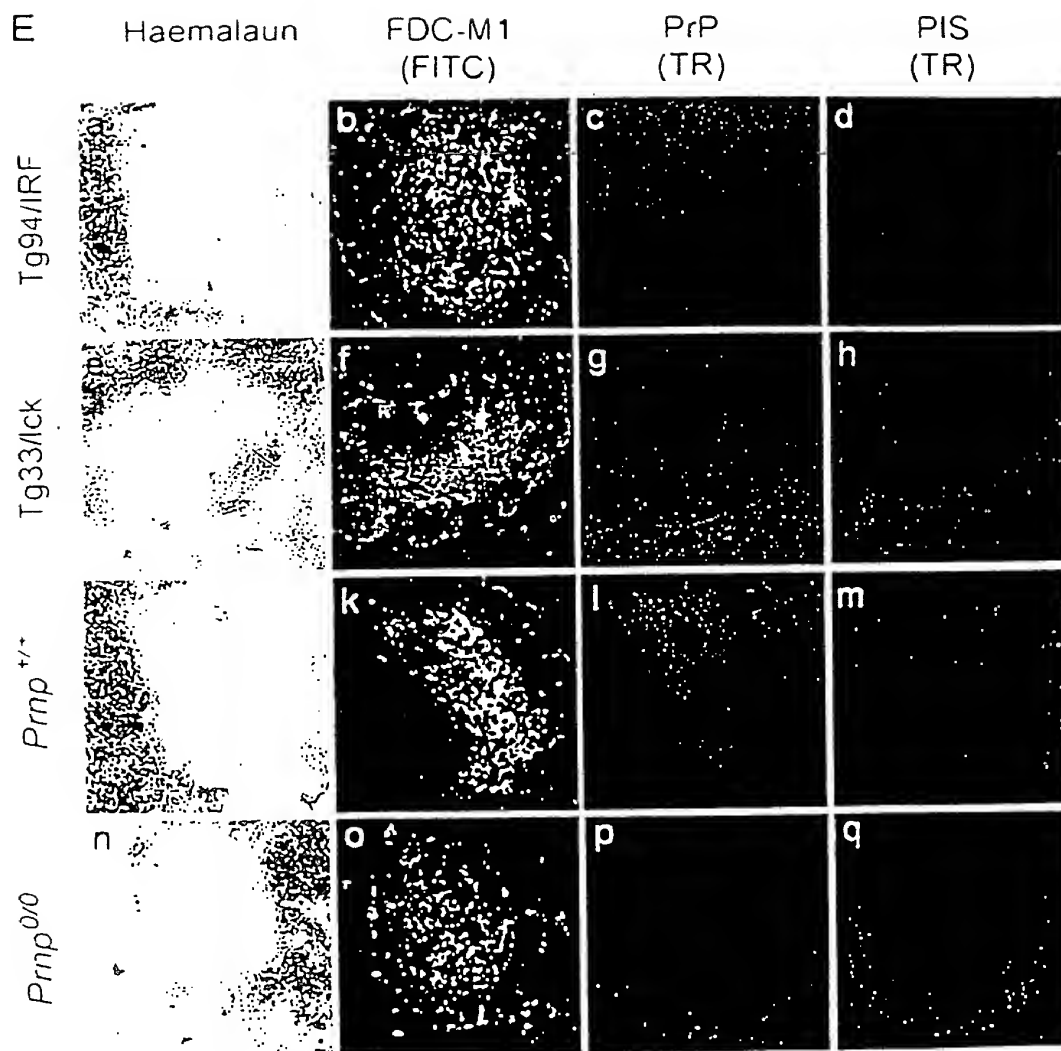 E
Haemalaun
FDC-M1
(FITC)
PrP
(TR)
PIS
(TR)
Tg94/IRF
b
c
d
Tg33/lck
f
g
h
Prnp+/+
k
l
m
Prnp0/0
n
o
p
q